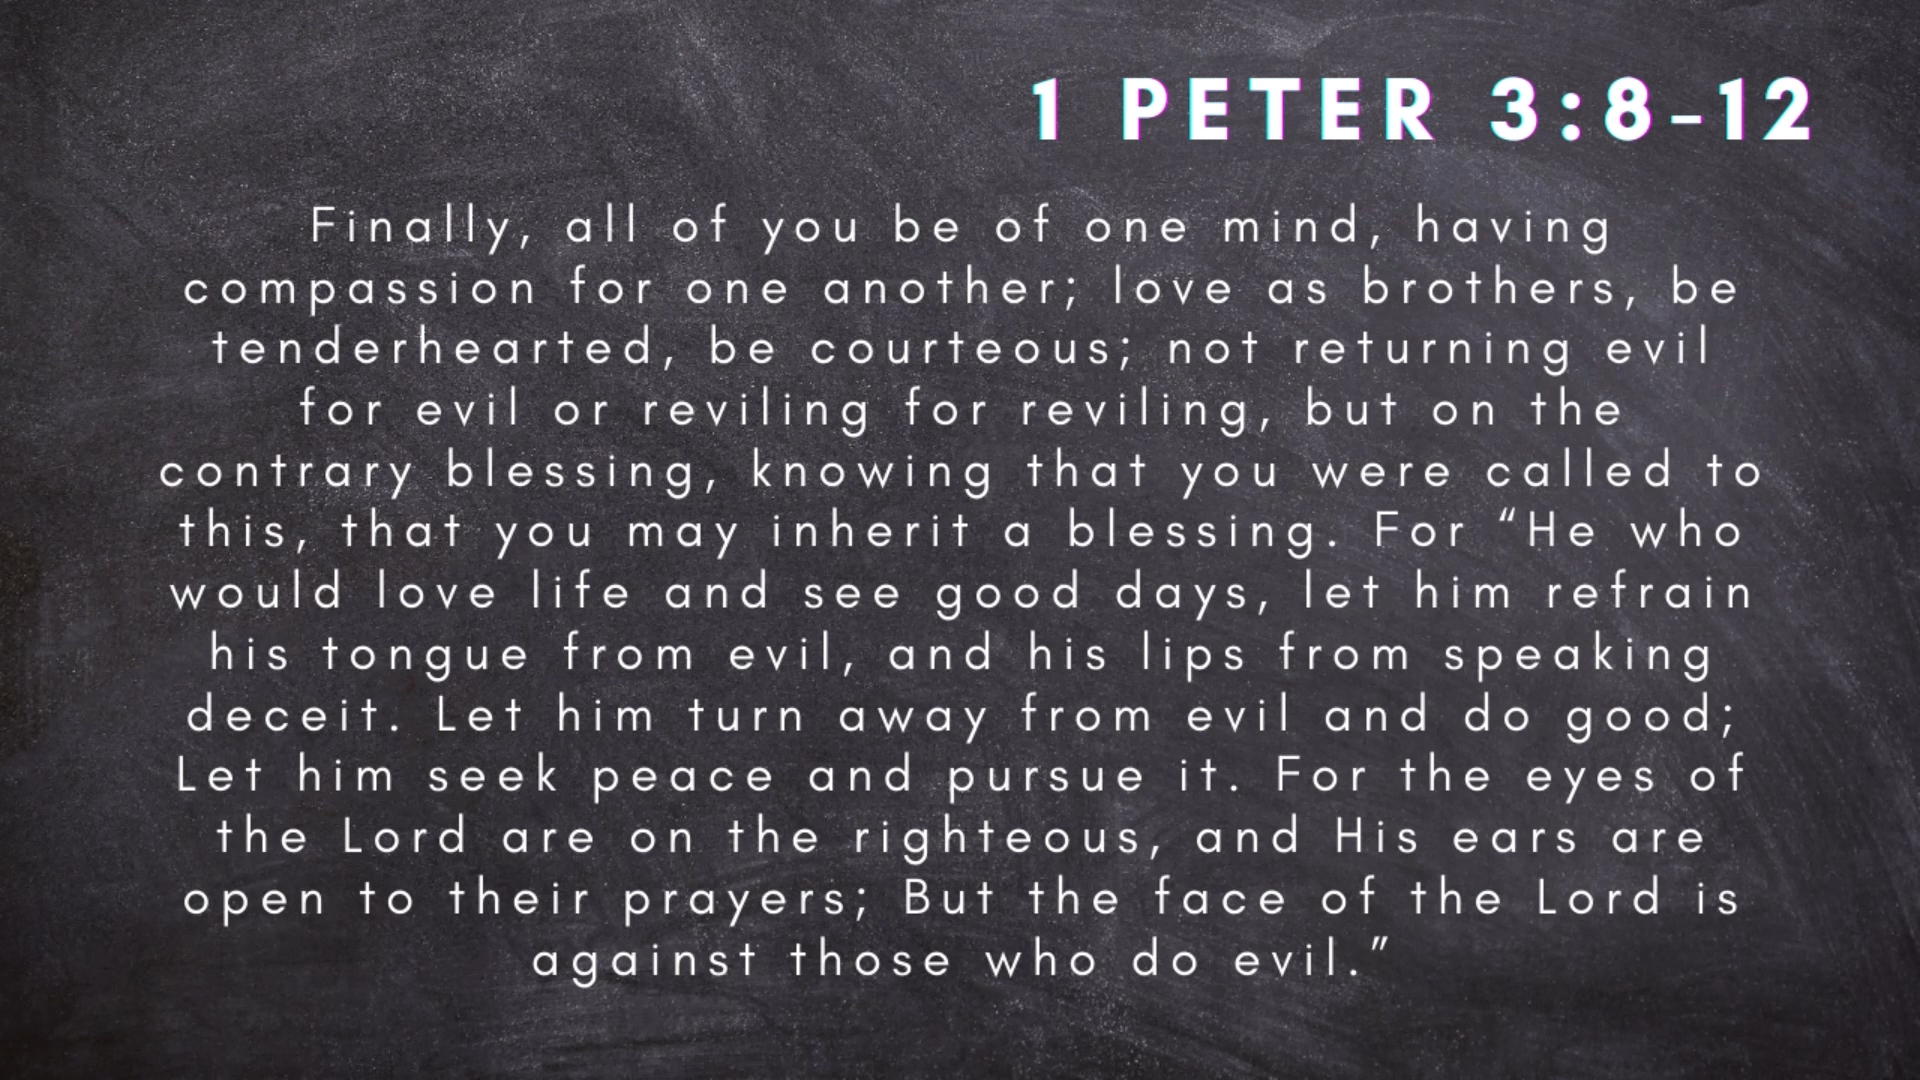 1 PETER 3:8-12
Finally, all of you be of one mind, having
compassion for one another; love as brothers, be
tenderhearted, be courteous; not returning evil
for evil or reviling for reviling, but on the
contrary blessing, knowing that you were called to
this, that you may inherit a blessing. For “He who
would love life and see good days, let him refrain
his tongue from evil, and his lips from speaking
deceit. Let him turn away from evil and do good;
Let him seek peace and pursue it. For the eyes of
the Lord are on the righteous, and His ears are
open to their prayers; But the face of the Lord is
against those who do evil.”